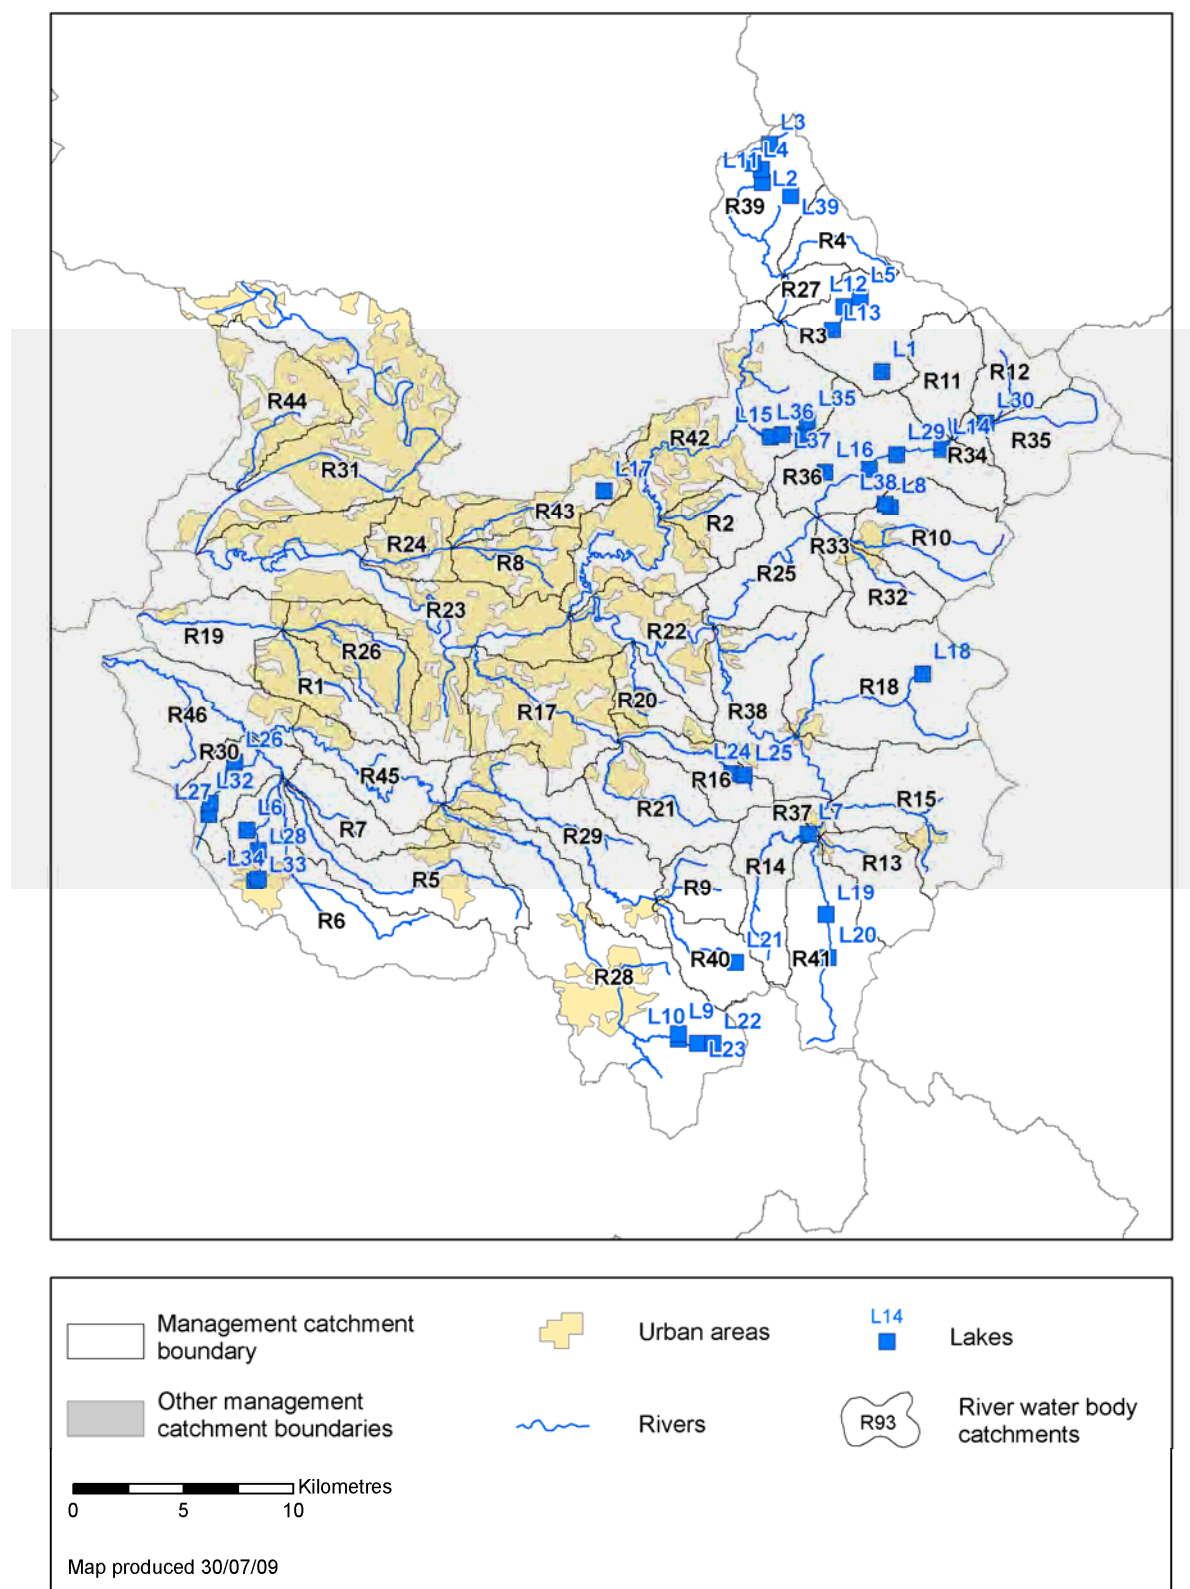 L3
L4
L11
L2
R39
L39
R4
L5
R27
L12
L13
R3
L1
R12
R11
R44
L30
L35
L15
L36
L14
L29
R42
L37
R35
R34
L16
R31
L17
R36
L38
L8
R43
R2
R24
R33
R10
R8
R25
R32
R23
R22
R19
R26
L18
R1
R18
R20
R46
R17
R38
L26
R30
L24
L25
R45
R16
L32
L27
R15
L6
R21
R37
L7
R7
R29
L28
L34
L33
R14
R13
R5
R9
L19
R6
L20
L21
R40
R41
R28
L10
L9
L22
L23
Management catchment
boundary
Urban areas
L14
Lakes
Other management
catchment boundaries
Rivers
R93
River water body
catchments
Kilometres
0 5 10
Map produced 30/07/09